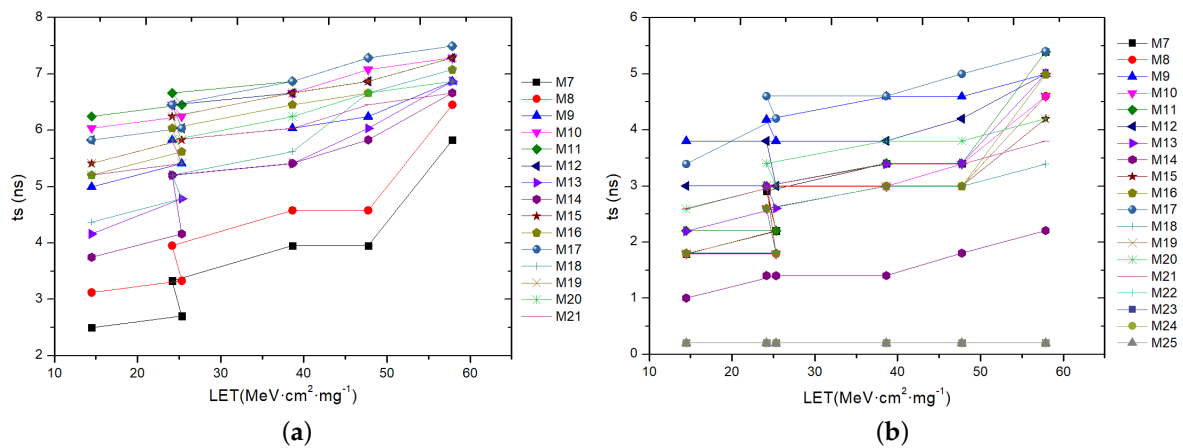 8
7
6
5
4
3
2
ts (ns)
10
20
30
40
50
60
LET(MeV·cm²·mg⁻¹)
M7
M8
M9
M10
M11
M12
M13
M14
M15
M16
M17
M18
M19
M20
M21
(a)
6
5
4
3
2
1
0
ts (ns)
10
20
30
40
50
60
LET(MeV·cm²·mg⁻¹)
M7
M8
M9
M10
M11
M12
M13
M14
M15
M16
M17
M18
M19
M20
M21
M22
M23
M24
M25
(b)